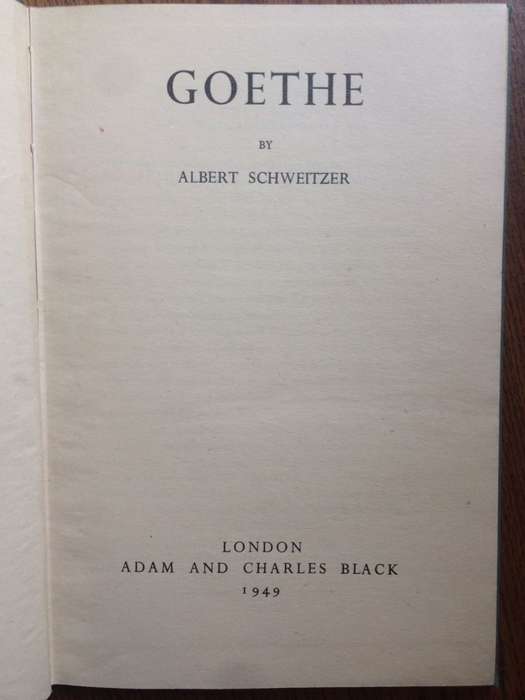 GOETHE
BY
ALBERT SCHWEITZER
LONDON
ADAM AND CHARLES BLACK
1949